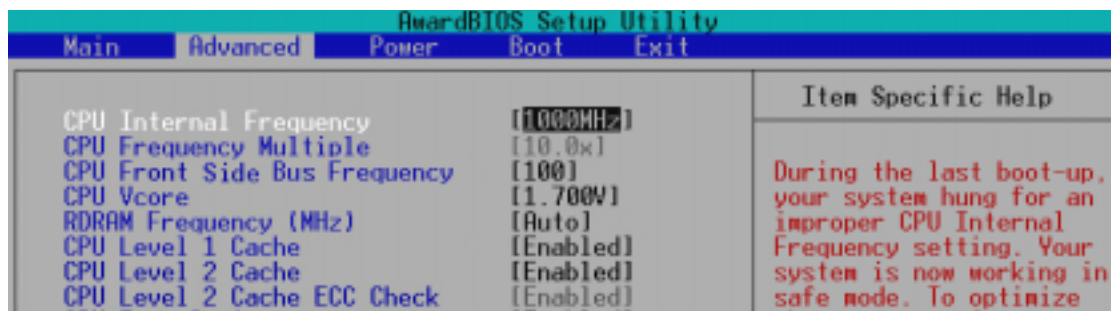 AwardBIOS Setup Utility
Main Advanced Power Boot Exit
CPU Internal Frequency [1000MHz]
CPU Frequency Multiple [10.0x]
CPU Front Side Bus Frequency [100]
CPU Vcore [1.700V]
RDRAM Frequency (MHz) [Auto]
CPU Level 1 Cache [Enabled]
CPU Level 2 Cache [Enabled]
CPU Level 2 Cache ECC Check [Enabled]
Item Specific Help
During the last boot-up,
your system hung for an
improper CPU Internal
Frequency setting. Your
system is now working in
safe mode. To optimize